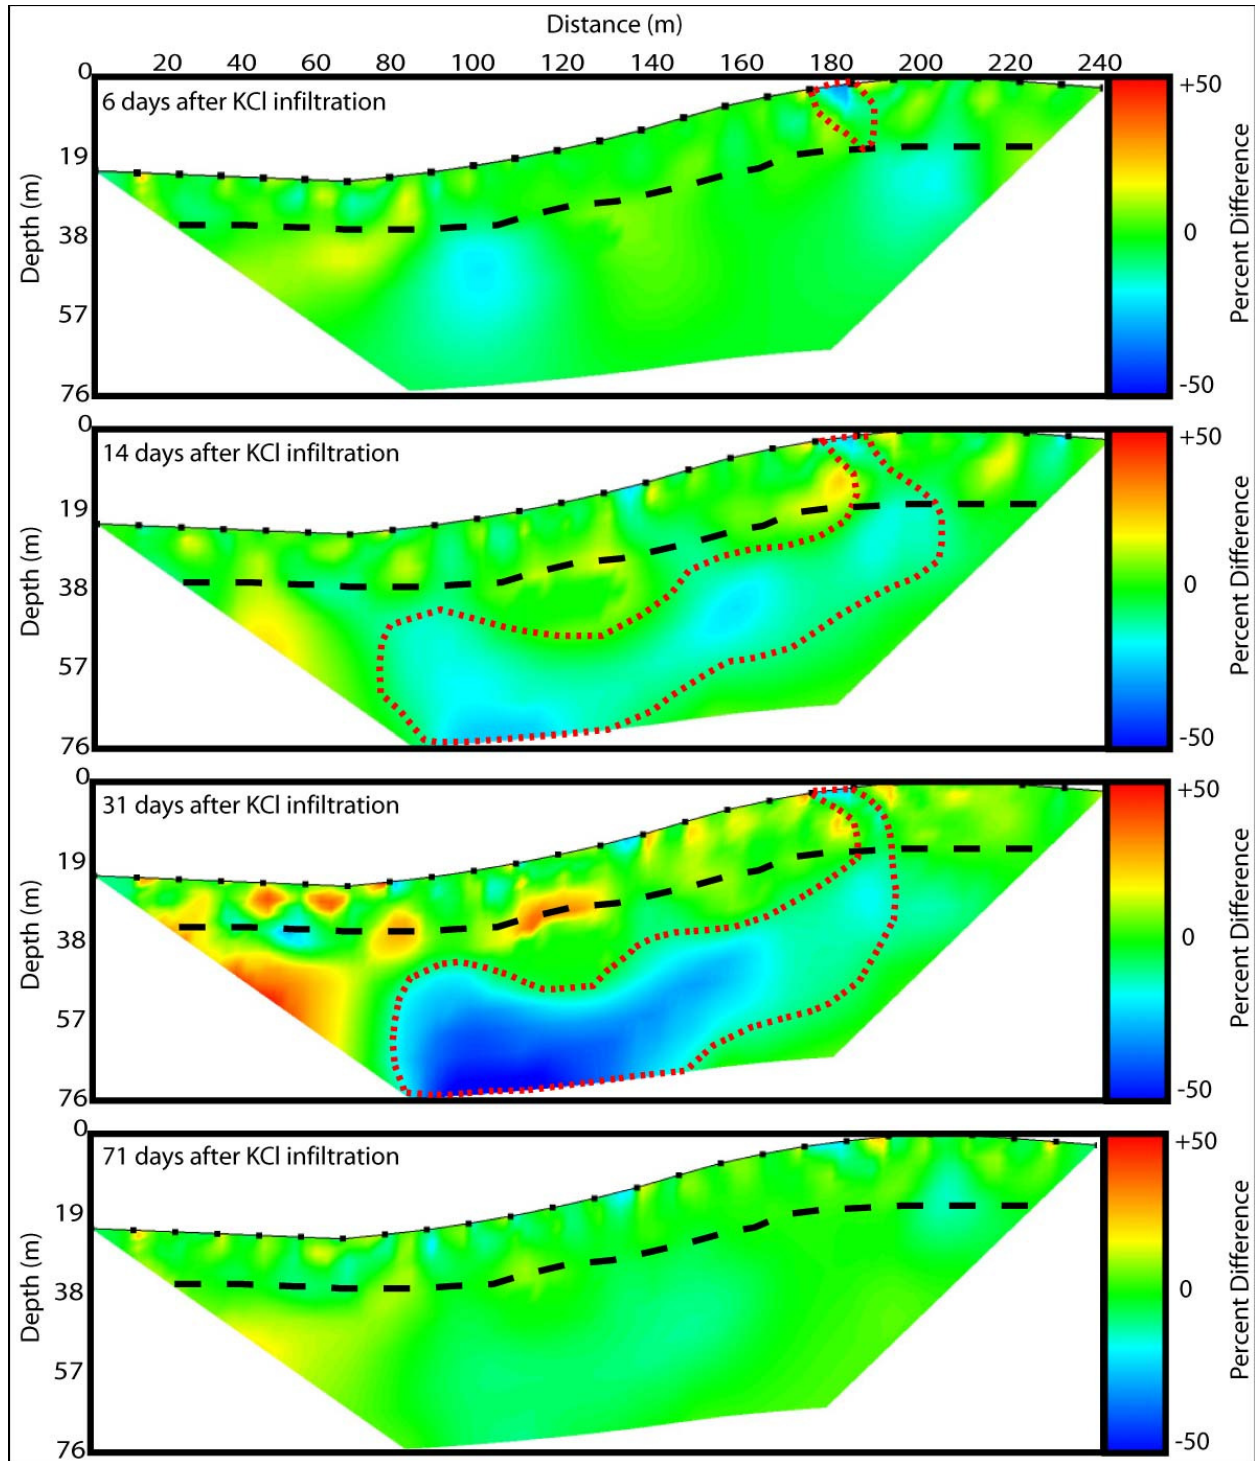 Distance (m)
0 20 40 60 80 100 120 140 160 180 200 220 240
6 days after KCl infiltration
+50
19
38
57
76
Depth (m)
0
-50
Percent Difference
0
14 days after KCl infiltration
+50
19
38
57
76
Depth (m)
0
-50
Percent Difference
0
31 days after KCl infiltration
+50
19
38
57
76
Depth (m)
0
-50
Percent Difference
0
71 days after KCl infiltration
+50
19
38
57
76
Depth (m)
0
-50
Percent Difference